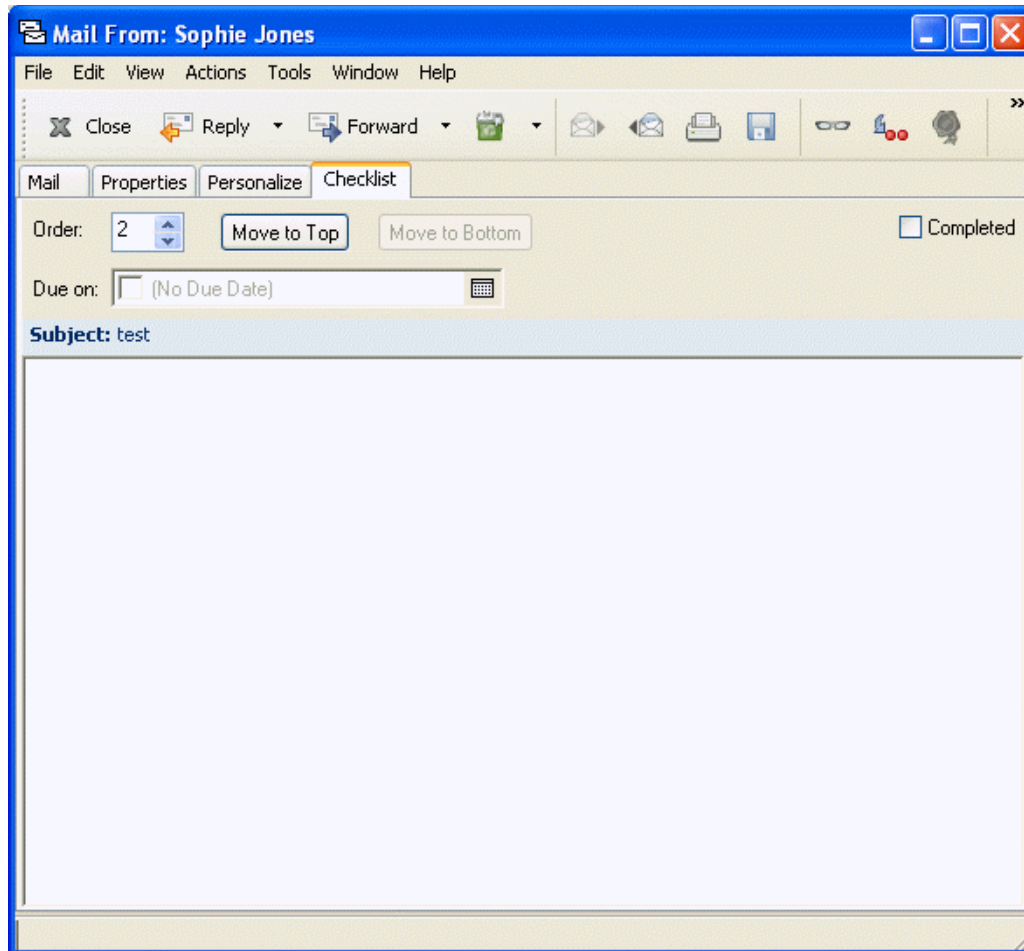 Mail From: Sophie Jones
File Edit View Actions Tools Window Help
Close Reply Forward »
Mail Properties Personalize Checklist
Order: 2 Move to Top Move to Bottom Completed
Due on: (No Due Date)
Subject: test